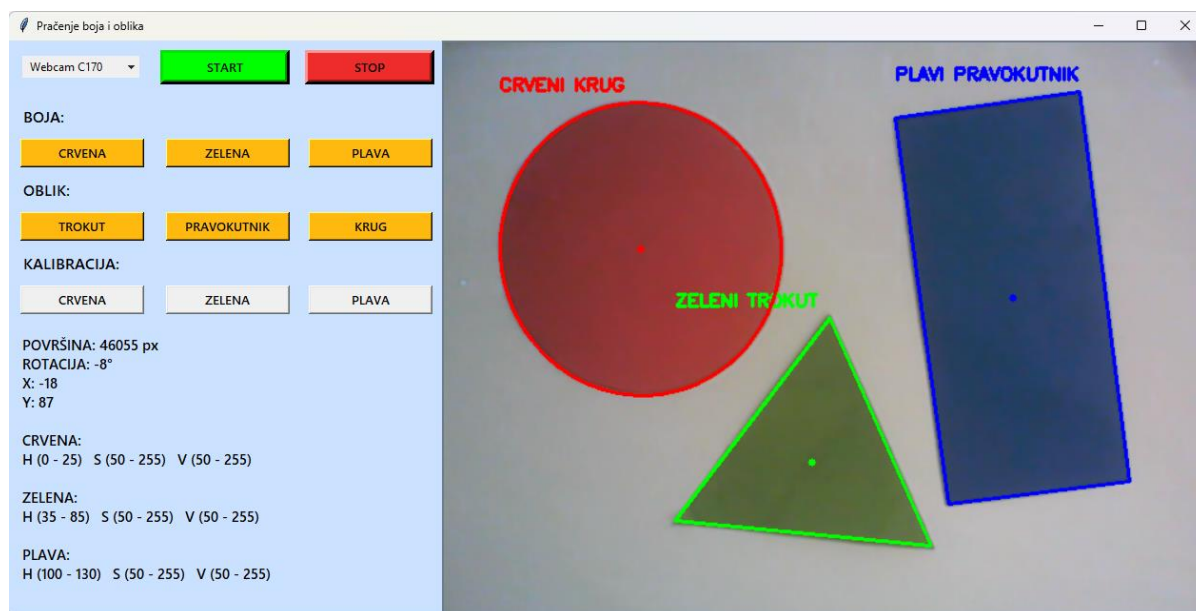 Pračenje boja i oblika
Webcam C170
START
STOP
BOJA:
CRVENA
ZELENA
PLAVA
OBLIK:
TROKUT
PRAVOKUTNIK
KRUG
KALIBRACIJA:
CRVENA
ZELENA
PLAVA
POVRŠINA: 46055 px
ROTACIJA: -8°
X: -18
Y: 87
CRVENA:
H (0 - 25) S (50 - 255) V (50 - 255)
ZELENA:
H (35 - 85) S (50 - 255) V (50 - 255)
PLAVA:
H (100 - 130) S (50 - 255) V (50 - 255)
CRVENI KRUG
PLAVI PRAVOKUTNIK
ZELENI TROKUT